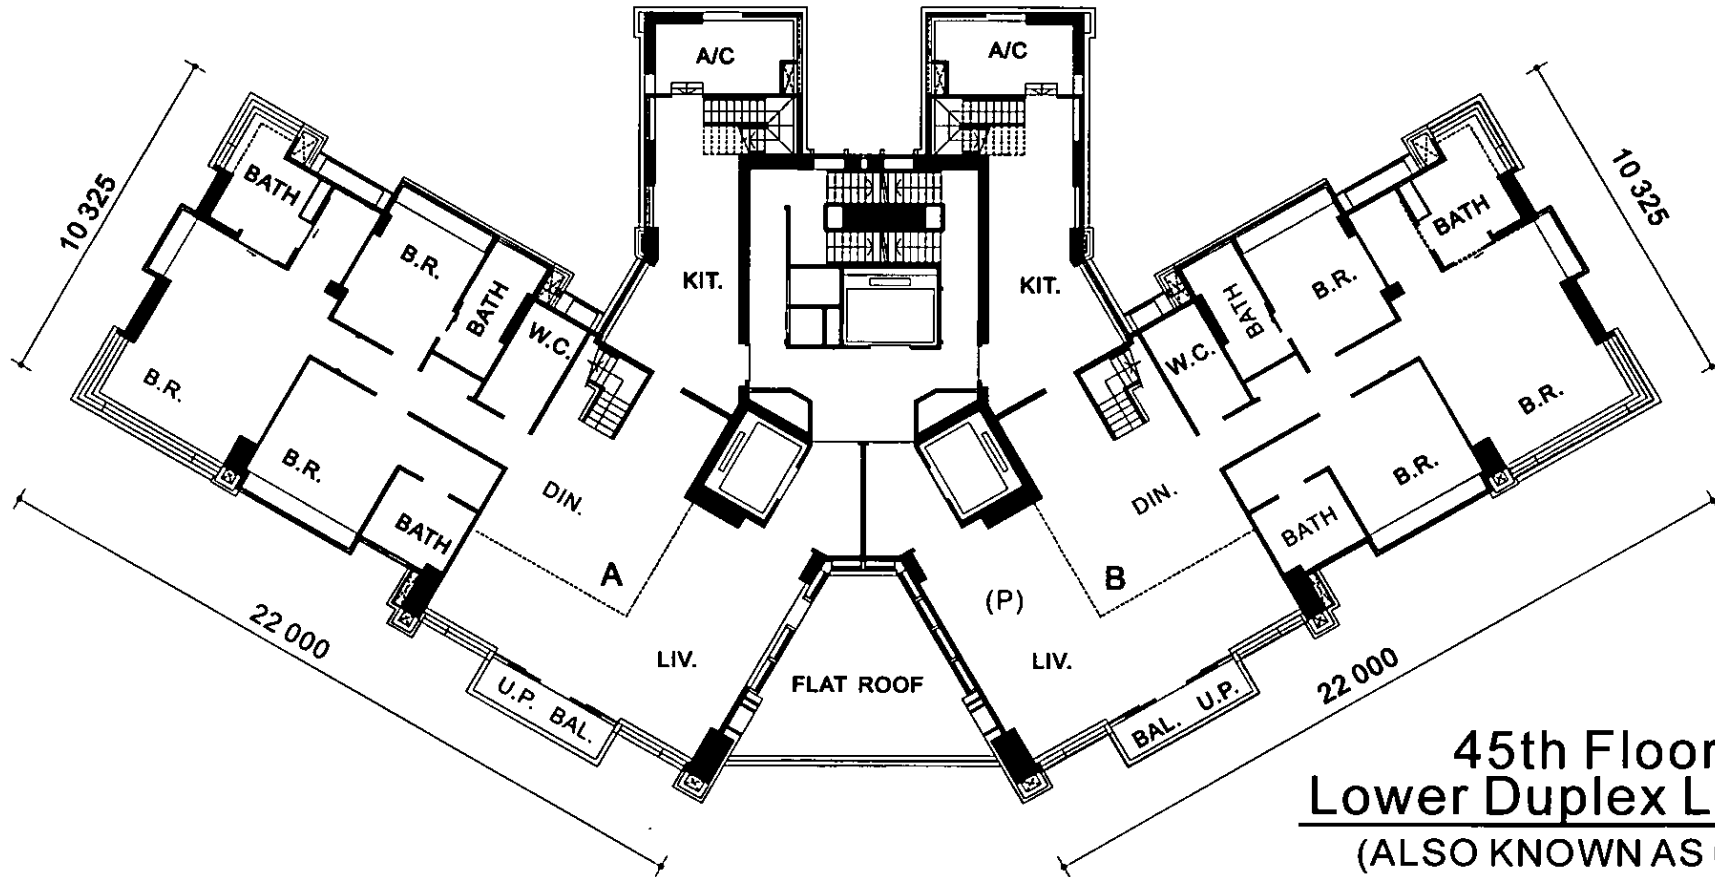 A/C
A/C
10 325
BATH
B.R.
BATH
W.C.
KIT.
KIT.
W.C.
BATH
B.R.
BATH
10 325
B.R.
B.R.
BATH
DIN.
A
DIN.
B
BATH
B.R.
B.R.
(P)
22 000
LIV.
LIV.
22 000
U.P. BAL.
FLAT ROOF
BAL. U.P.
45th Floor
Lower Duplex L
(ALSO KNOWN AS